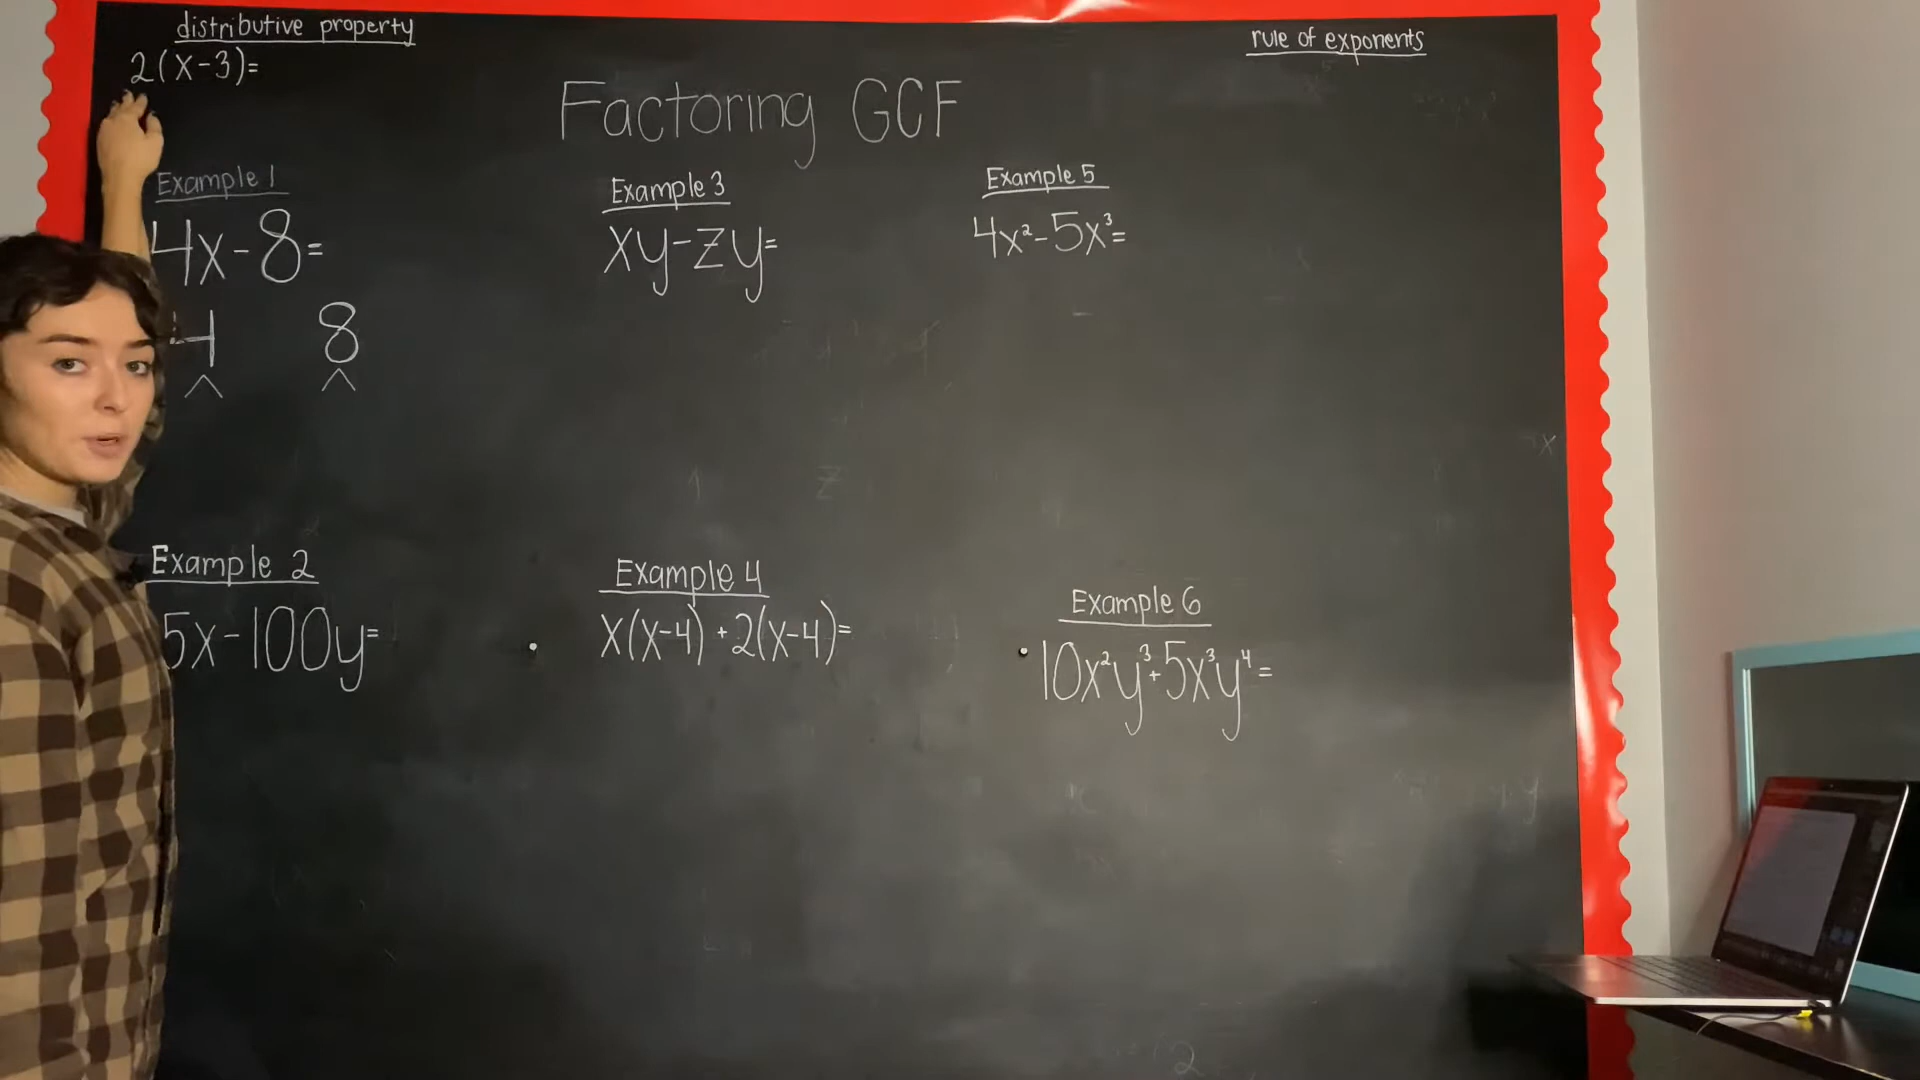 distributive property
2(x-3)=
rule of exponents
Factoring GCF
Example 1
4x-8=
4 8
Example 2
5x-100y=
Example 3
xy-zy=
Example 4
x(x-4)+2(x-4)=
Example 5
4x²-5x³=
Example 6
10x²y³+5x³y⁴=